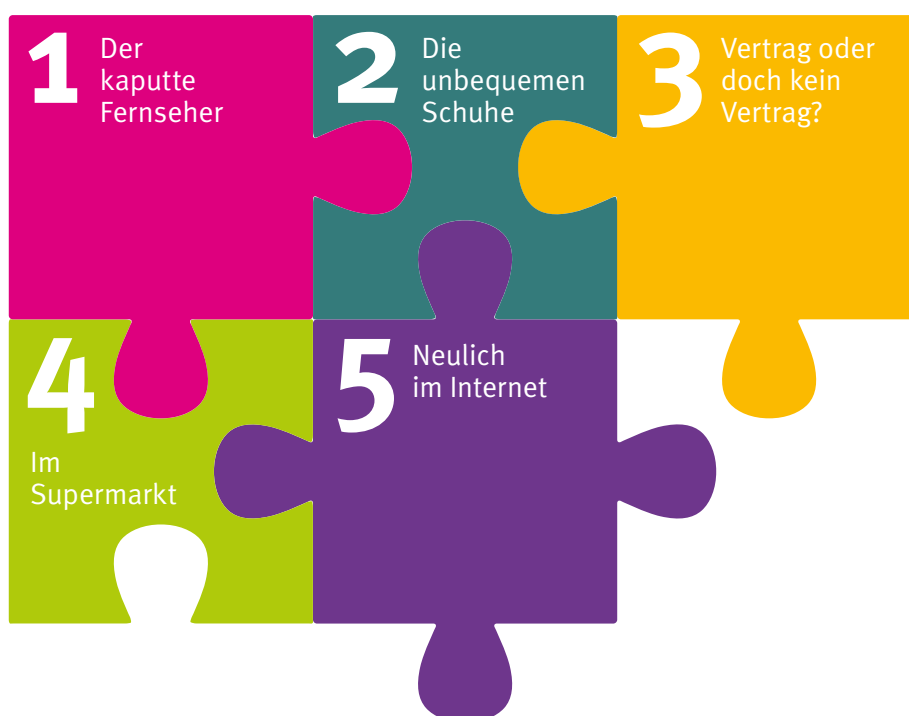 1 Der
kaputte
Fernseher
2 Die
unbequemen
Schuhe
3 Vertrag oder
doch kein
Vertrag?
4
Im
Supermarkt
5 Neulich
im Internet